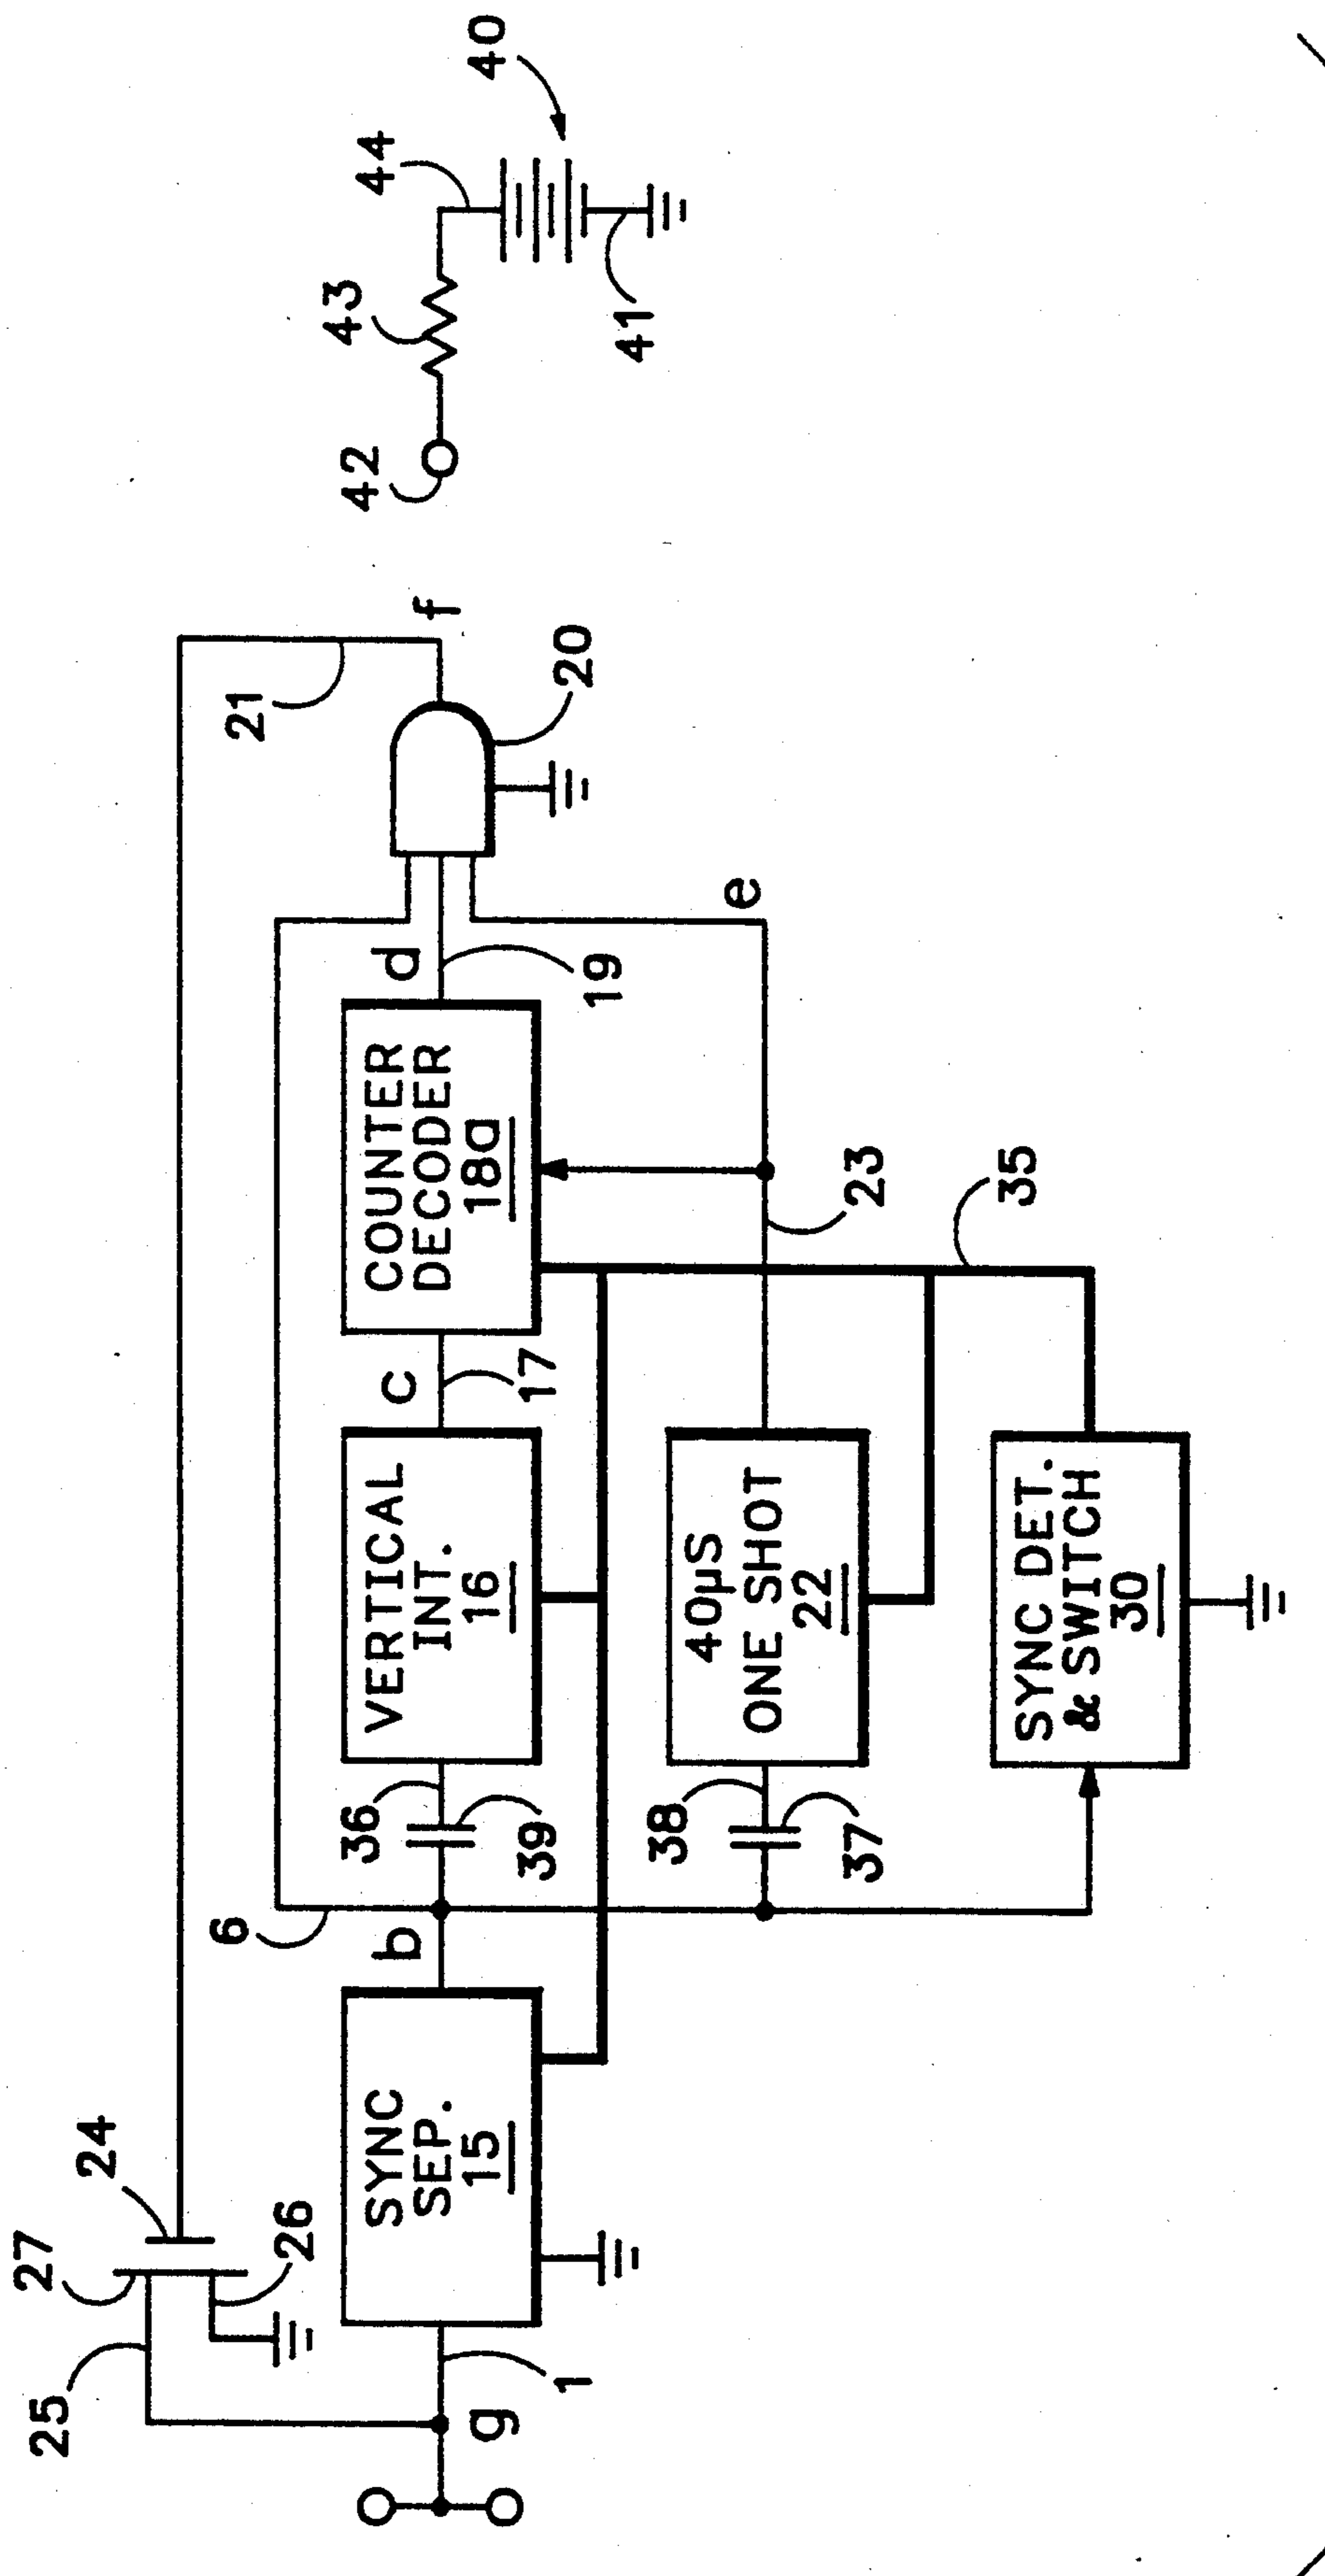 27
24
25
26
SYNC
SEP.
15
g
1
6
b
36
39
VERTICAL
INT.
16
c
17
COUNTER
DECODER
18a
d
19
20
21
f
38
37
40µS
ONE SHOT
22
23
e
SYNC DET.
& SWITCH
30
35
42
43
44
40
41